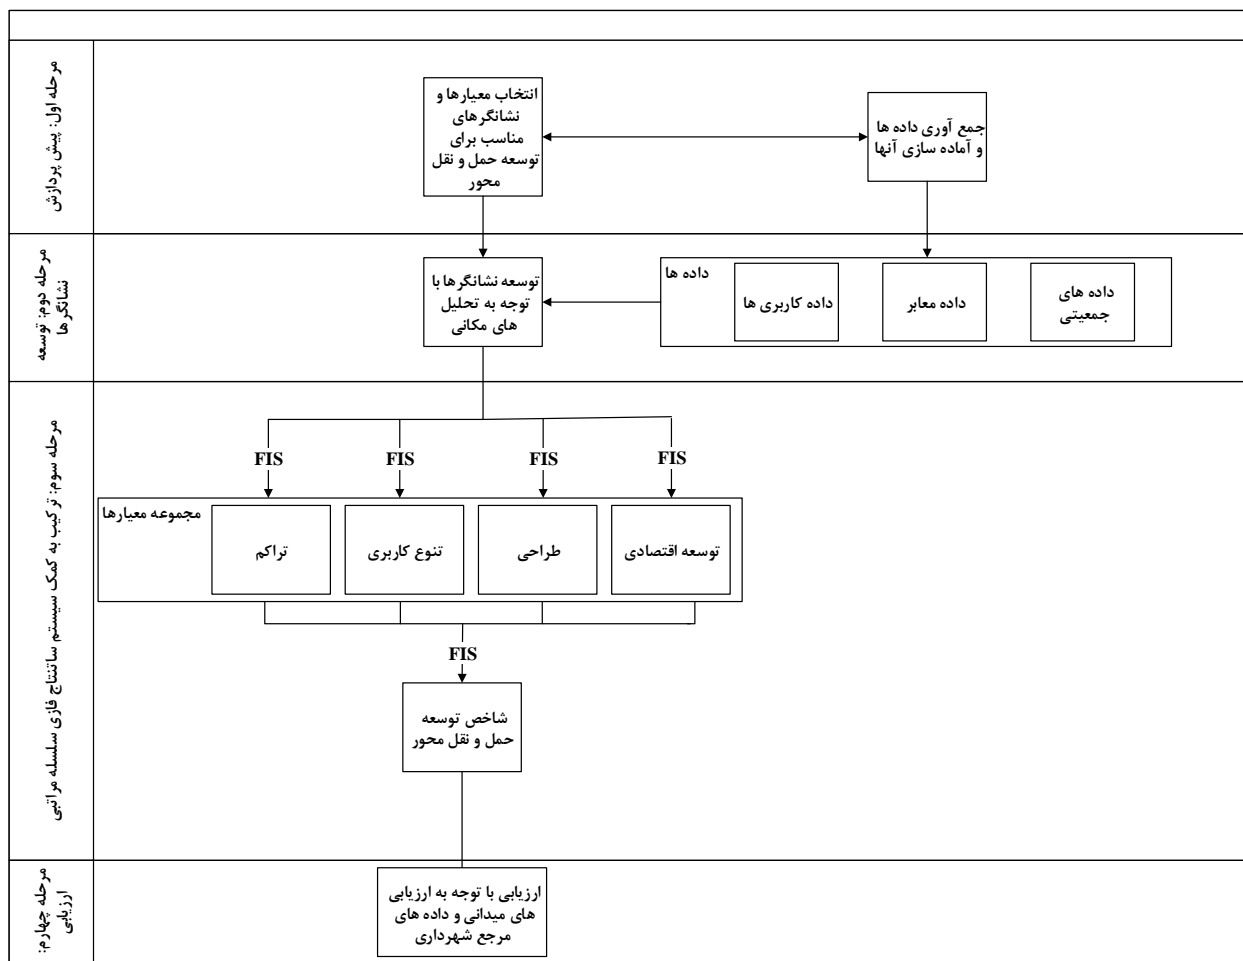 مرحله اول: پیش پردازش
انتخاب معیارها و
نشانگرهای
مناسب برای
توسعه حمل و نقل
محور
جمع آوری داده ها
و آماده سازی آنها
مرحله دوم: توسعه
نشانگر ها
توسعه نشانگرها با
توجه به تحلیل
های مکانی
داده ها
داده کاربری ها
داده معابر
داده های
جمعیتی
مرحله سوم: ترکیب به کمک سیستم ساتنتاج فازی سلسله مراتبی
FIS
FIS
FIS
FIS
مجموعه معیارها
تراکم
تنوع کاربری
طراحی
توسعه اقتصادی
FIS
شاخص توسعه
حمل و نقل محور
مرحله چهارم:
ارزیابی
ارزیابی با توجه به ارزیابی
های میدانی و داده های
مرجع شهرداری